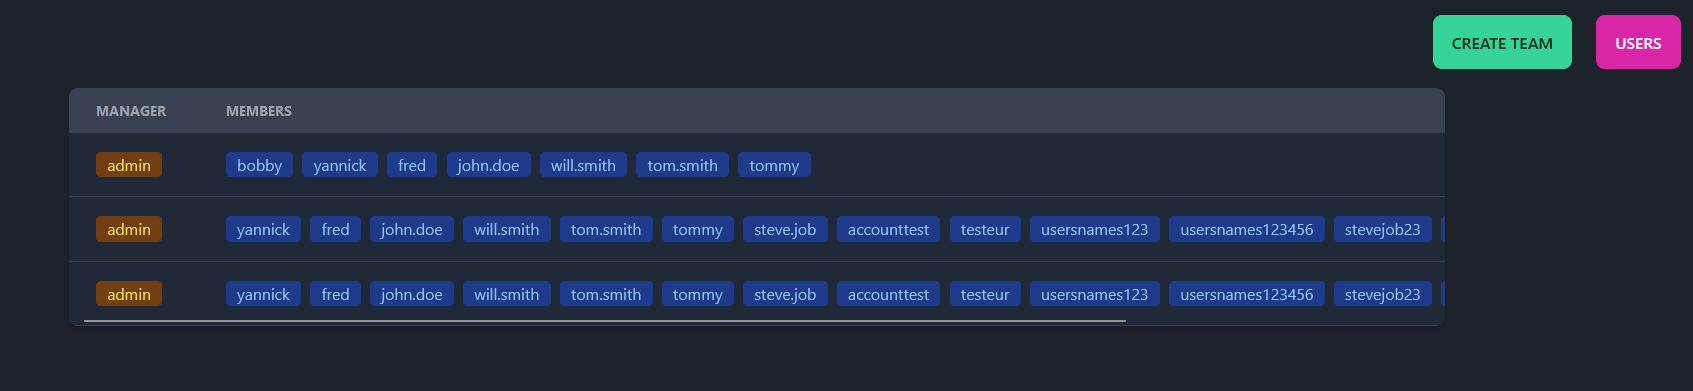 CREATE TEAM USERS
MANAGER MEMBERS
admin bobby yannick fred john.doe will.smith tom.smith tommy
admin yannick fred john.doe will.smith tom.smith tommy steve.job accounttest testeur usersnames123 usersnames123456 stevejob23
admin yannick fred john.doe will.smith tom.smith tommy steve.job accounttest testeur usersnames123 usersnames123456 stevejob23